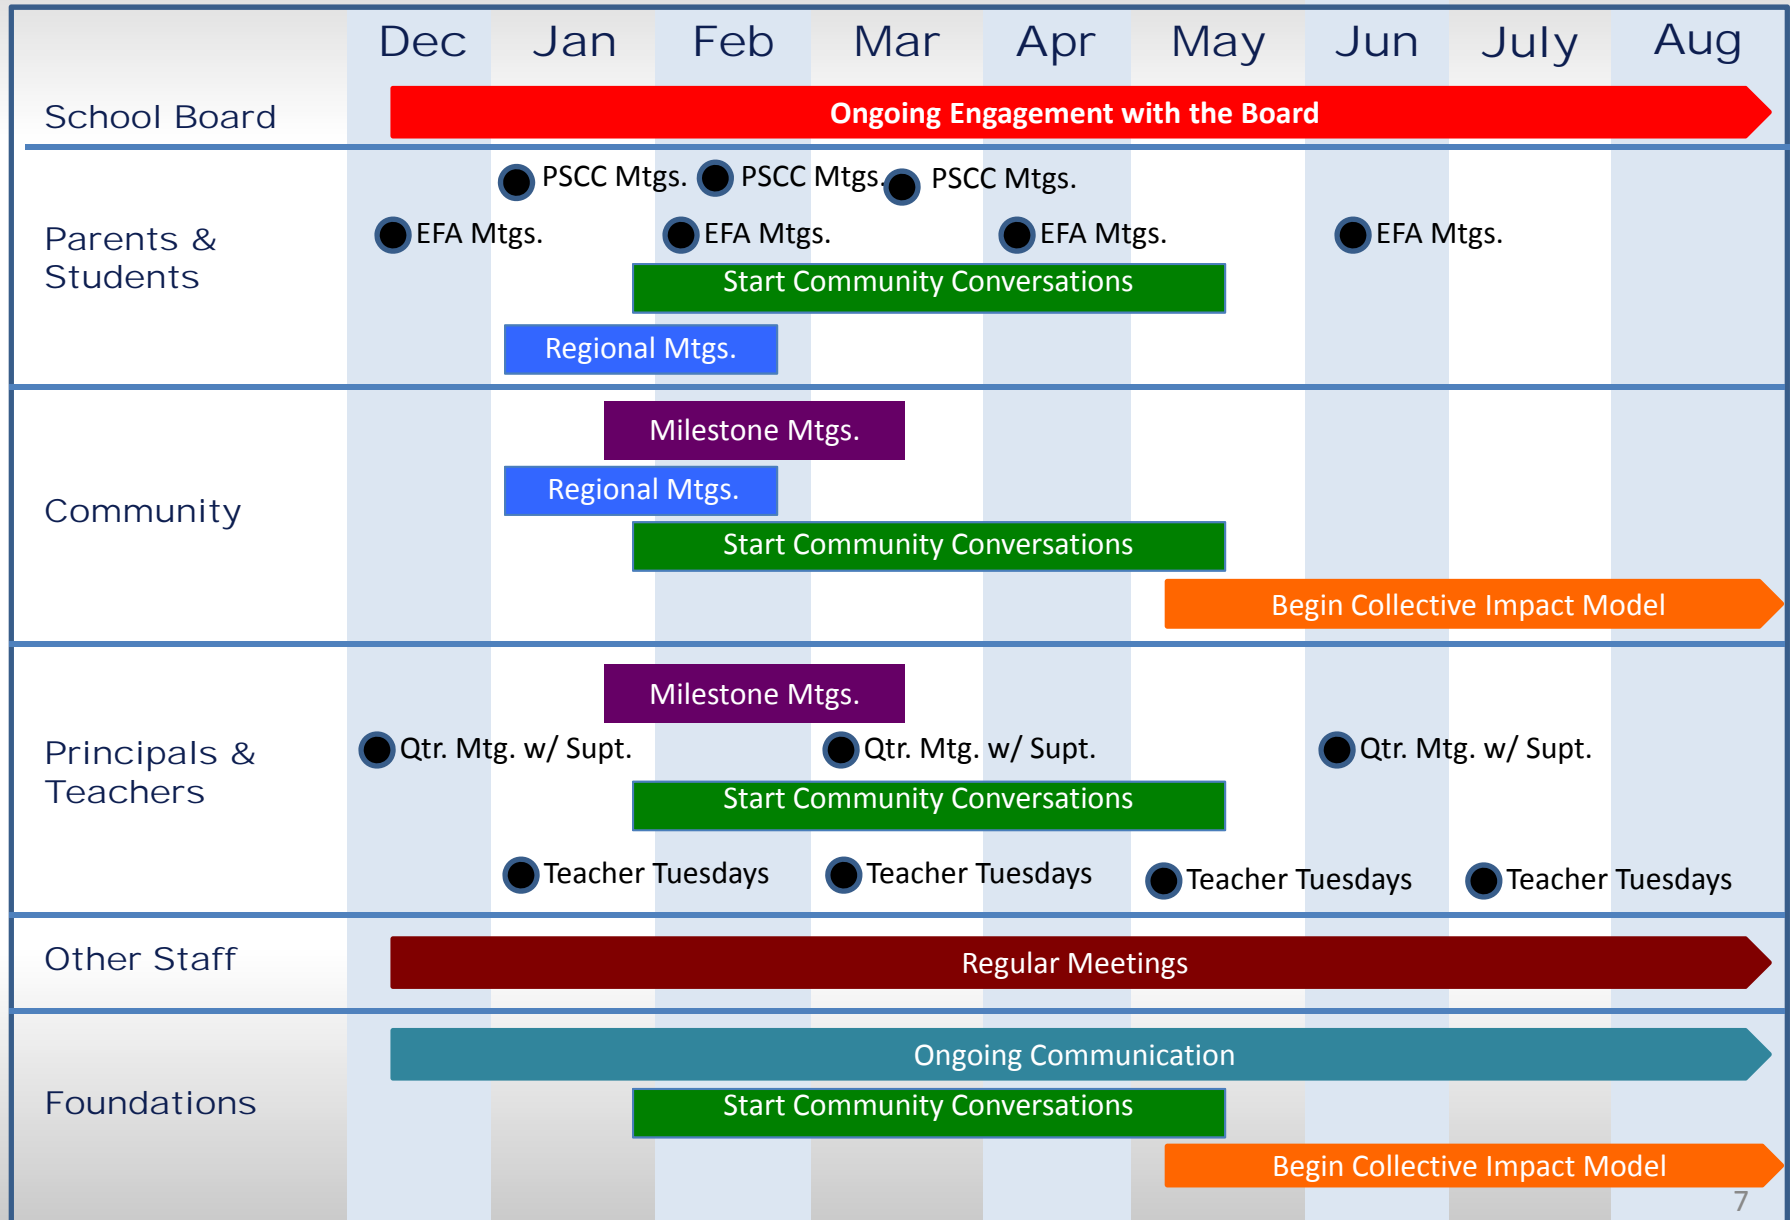 Dec Jan Feb Mar Apr May Jun July Aug
School Board
Ongoing Engagement with the Board
PSCC Mtgs. PSCC Mtgs. PSCC Mtgs.
Parents &
Students
EFA Mtgs. EFA Mtgs. EFA Mtgs. EFA Mtgs.
Start Community Conversations
Regional Mtgs.
Community
Milestone Mtgs.
Regional Mtgs.
Start Community Conversations
Begin Collective Impact Model
Principals &
Teachers
Milestone Mtgs.
Qtr. Mtg. w/ Supt. Qtr. Mtg. w/ Supt. Qtr. Mtg. w/ Supt.
Start Community Conversations
Teacher Tuesdays Teacher Tuesdays Teacher Tuesdays Teacher Tuesdays
Other Staff
Regular Meetings
Foundations
Ongoing Communication
Start Community Conversations
Begin Collective Impact Model
7